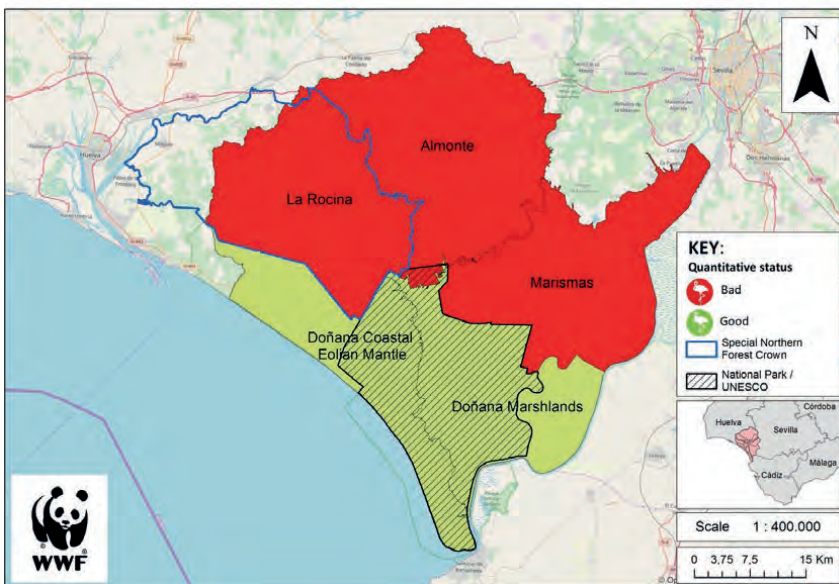 N
Sevilla
Dos Hermanas
Huelva
Almonte
La Rocina
Marismas
Doñana Coastal
Eolian Mantle
Doñana Marshlands
KEY:
Quantitative status
Bad
Good
Special Northern
Forest Crown
National Park /
UNESCO
Huelva
Sevilla
Córdoba
Málaga
Cádiz
Scale 1 : 400.000
0 3,75 7,5 15 Km
WWF